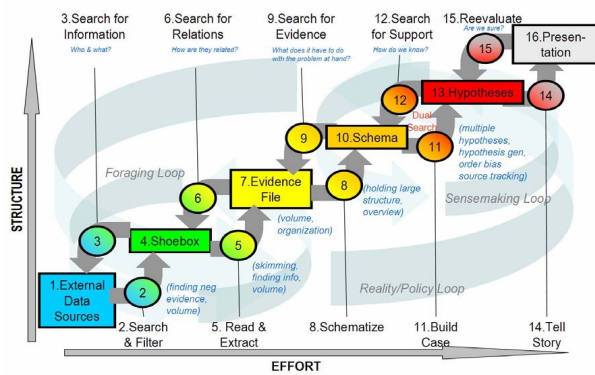 3.Search for
Information
Who & what?
6.Search for
Relations
How are they related?
9.Search for
Evidence
What does it have to do
with the problem at hand?
12.Search
for Support
How do we know?
15.Reevaluate
Are we sure?
15
16.Presen-
tation
13.Hypotheses
12
14
Dual
Search
9
10.Schema
11
(multiple
hypotheses,
hypothesis gen,
order bias
source tracking)
Foraging Loop
7.Evidence
File
6
8
(holding large
structure,
overview)
Sensemaking Loop
(volume,
organization)
3
4.Shoebox
5
(skimming,
finding info,
volume)
1.External
Data
Sources
2
(finding neg
evidence,
volume)
Reality/Policy Loop
2.Search
& Filter
5. Read &
Extract
8.Schematize
11.Build
Case
14.Tell
Story
STRUCTURE
EFFORT